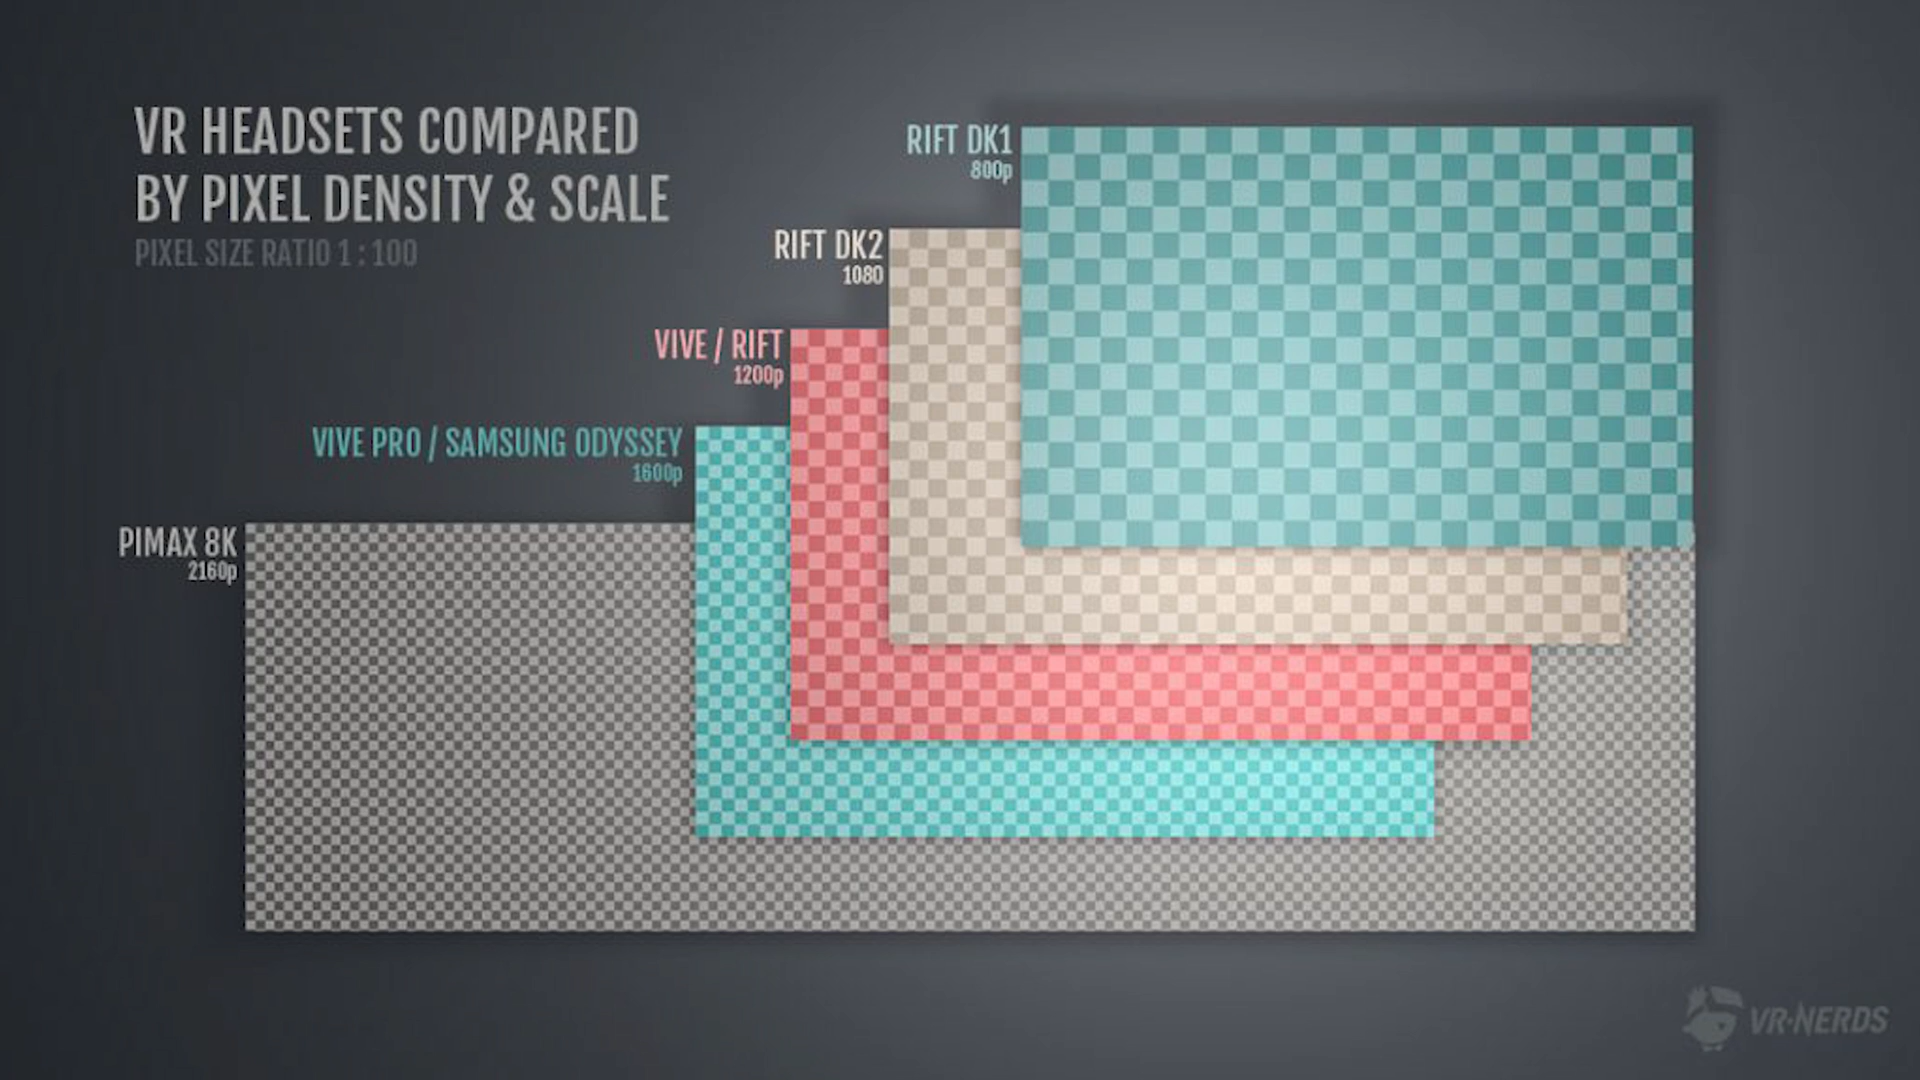 VR HEADSETS COMPARED
BY PIXEL DENSITY & SCALE
PIXEL SIZE RATIO 1 : 100
RIFT DK1
800p
RIFT DK2
1080
VIVE / RIFT
1200p
VIVE PRO / SAMSUNG ODYSSEY
1600p
PIMAX 8K
2160p
VR·NERDS